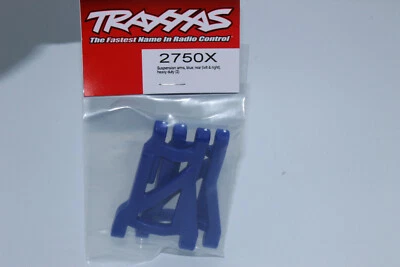 TRAXXAS
The Fastest Name In Radio Control
2750X
Suspension arms, blue, rear (left & right),
heavy duty (2)